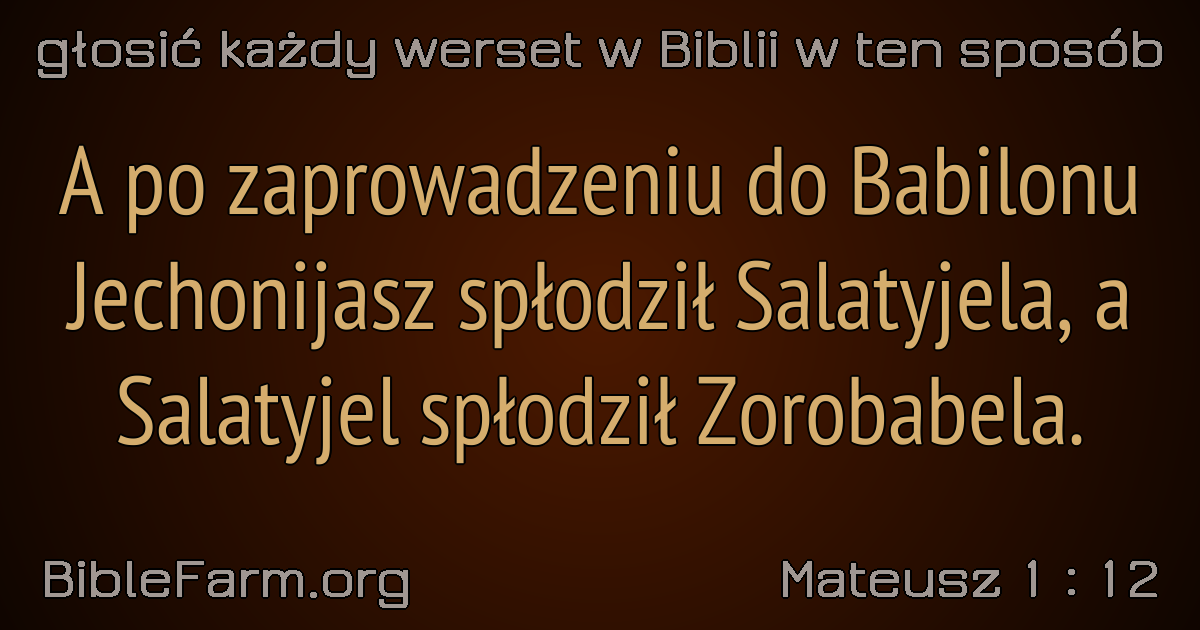 głosić każdy werset w Biblii w ten sposób
A po zaprowadzeniu do Babilonu
Jechonijasz spłodził Salatyjela, a
Salatyjel spłodził Zorobabela.
BibleFarm.org
Mateusz 1 : 12